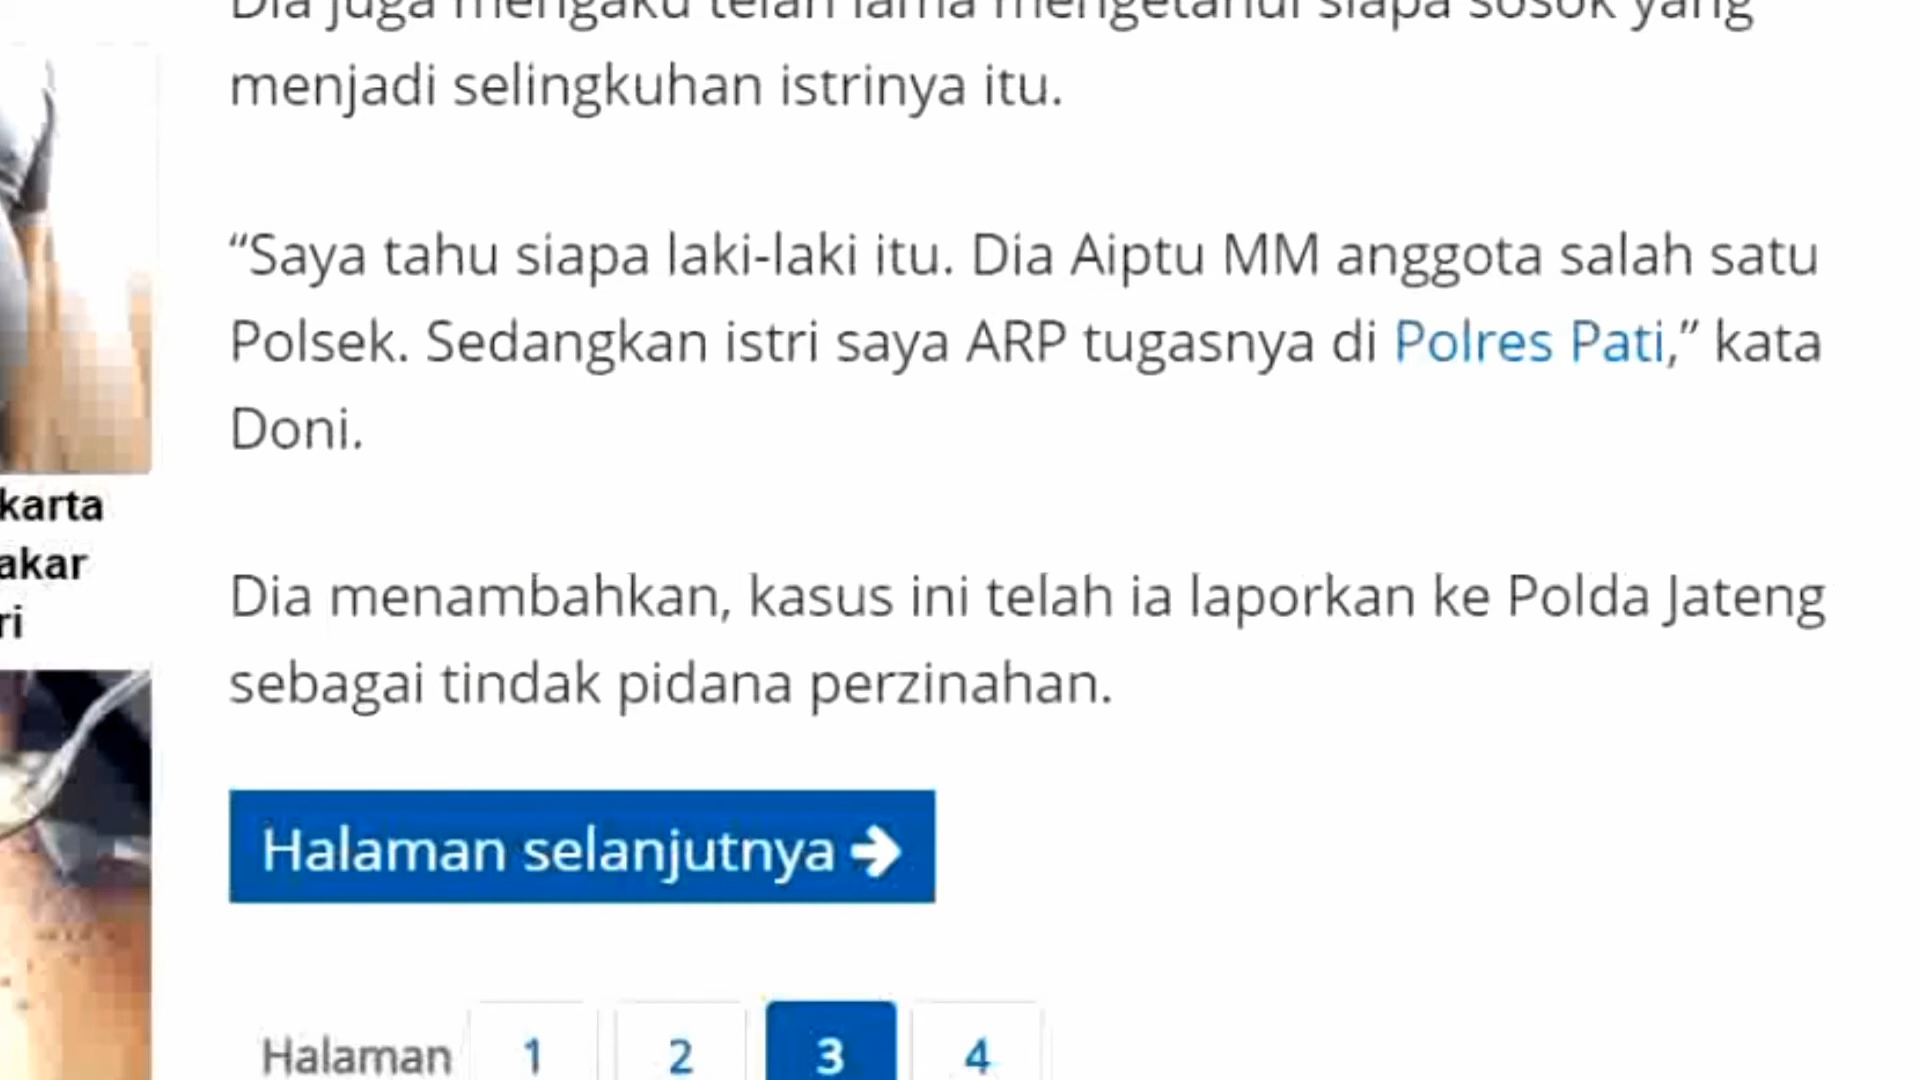 Dia juga mengaku telah lama mengetahui siapa sosok yang
menjadi selingkuhan istrinya itu.
“Saya tahu siapa laki-laki itu. Dia Aiptu MM anggota salah satu
Polsek. Sedangkan istri saya ARP tugasnya di Polres Pati,” kata
Doni.
karta
akar
ri
Dia menambahkan, kasus ini telah ia laporkan ke Polda Jateng
sebagai tindak pidana perzinahan.
Halaman selanjutnya →
Halaman 1 2 3 4